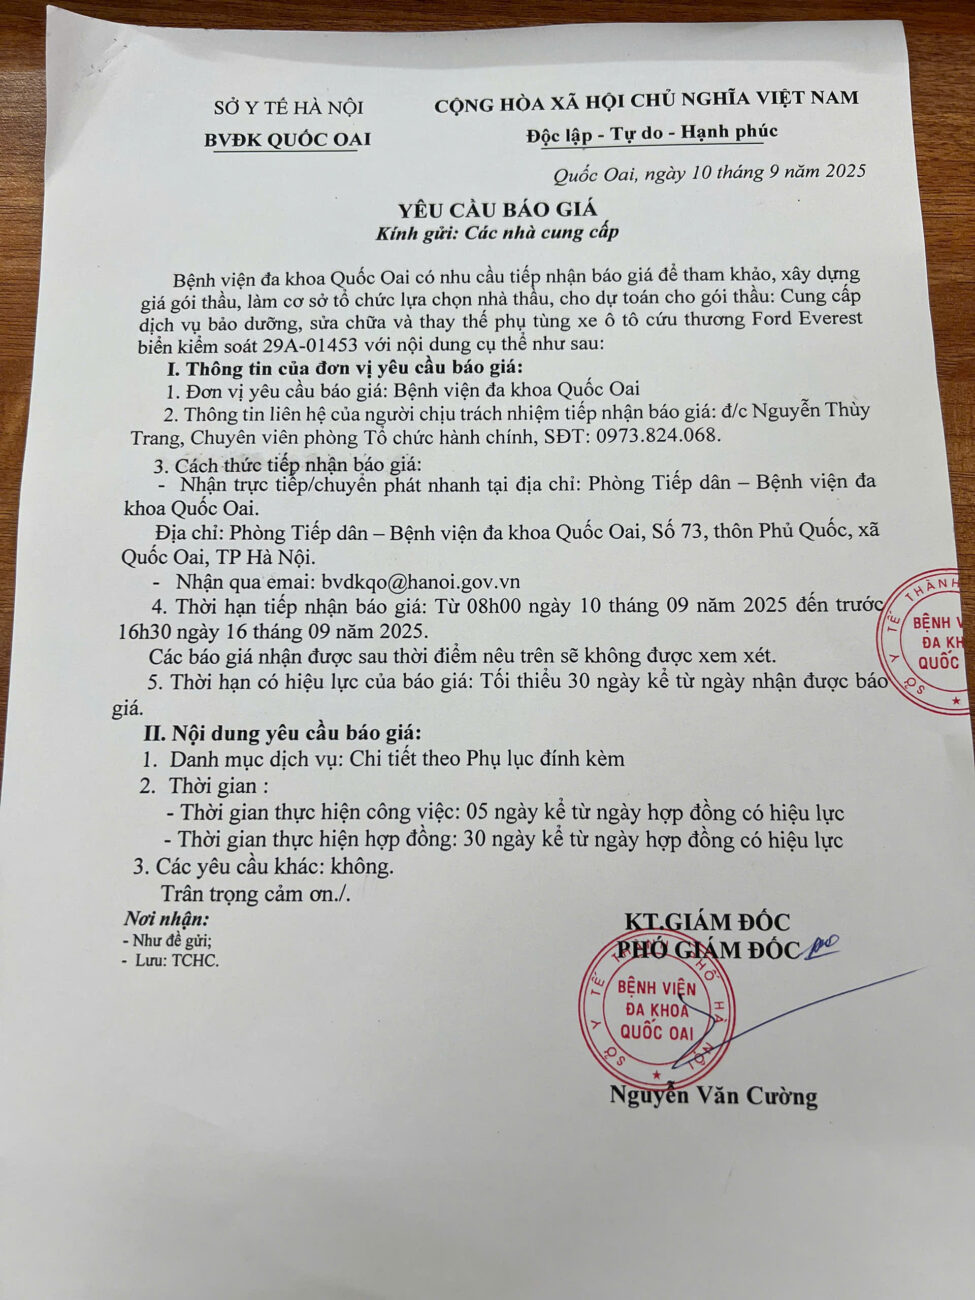 SỞ Y TẾ HÀ NỘI
BVĐK QUỐC OAI
CỘNG HÒA XÃ HỘI CHỦ NGHĨA VIỆT NAM
Độc lập - Tự do - Hạnh phúc
Quốc Oai, ngày 10 tháng 9 năm 2025
YÊU CẦU BÁO GIÁ
Kính gửi: Các nhà cung cấp
Bệnh viện đa khoa Quốc Oai có nhu cầu tiếp nhận báo giá để tham khảo, xây dựng
giá gói thầu, làm cơ sở tổ chức lựa chọn nhà thầu, cho dự toán cho gói thầu: Cung cấp
dịch vụ bảo dưỡng, sửa chữa và thay thế phụ tùng xe ô tô cứu thương Ford Everest
biển kiểm soát 29A-01453 với nội dung cụ thể như sau:
I. Thông tin của đơn vị yêu cầu báo giá:
1. Đơn vị yêu cầu báo giá: Bệnh viện đa khoa Quốc Oai
2. Thông tin liên hệ của người chịu trách nhiệm tiếp nhận báo giá: đ/c Nguyễn Thùy
Trang, Chuyên viên phòng Tổ chức hành chính, SĐT: 0973.824.068.
3. Cách thức tiếp nhận báo giá:
- Nhận trực tiếp/chuyển phát nhanh tại địa chỉ: Phòng Tiếp dân – Bệnh viện đa
khoa Quốc Oai.
Địa chỉ: Phòng Tiếp dân – Bệnh viện đa khoa Quốc Oai, Số 73, thôn Phủ Quốc, xã
Quốc Oai, TP Hà Nội.
- Nhận qua emai: bvdkqo@hanoi.gov.vn
4. Thời hạn tiếp nhận báo giá: Từ 08h00 ngày 10 tháng 09 năm 2025 đến trước
16h30 ngày 16 tháng 09 năm 2025.
Các báo giá nhận được sau thời điểm nêu trên sẽ không được xem xét.
5. Thời hạn có hiệu lực của báo giá: Tối thiểu 30 ngày kể từ ngày nhận được báo
giá.
SỞ Y TẾ THÀNH
BỆNH V
ĐA KH
QUỐC
II. Nội dung yêu cầu báo giá:
1. Danh mục dịch vụ: Chi tiết theo Phụ lục đính kèm
2. Thời gian :
- Thời gian thực hiện công việc: 05 ngày kể từ ngày hợp đồng có hiệu lực
- Thời gian thực hiện hợp đồng: 30 ngày kể từ ngày hợp đồng có hiệu lực
3. Các yêu cầu khác: không.
Trân trọng cảm ơn./.
Nơi nhận:
- Như đề gửi;
- Lưu: TCHC.
KT.GIÁM ĐỐC
PHÓ GIÁM ĐỐC
SỞ Y TẾ THÀNH PHỐ HÀ NỘI
BỆNH VIỆN
ĐA KHOA
QUỐC OAI
Nguyễn Văn Cường